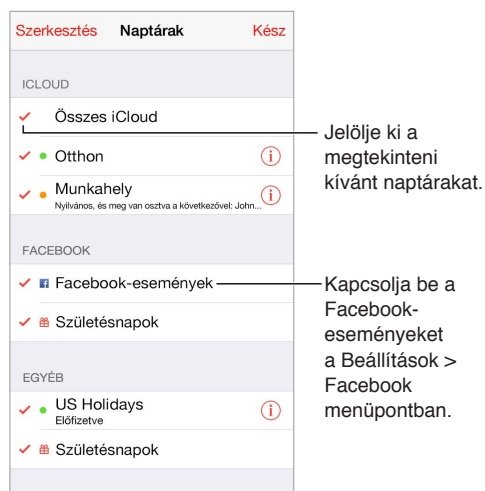 Szerkesztés Naptárak Kész
ICLOUD
Összes iCloud
Otthon
Munkahely
Nyilvános, és meg van osztva a következővel: John...
FACEBOOK
Facebook-események
Születésnapok
EGYÉB
US Holidays
Előfizetve
Születésnapok
Jelölje ki a
megtekinteni
kívánt naptárakat.
Kapcsolja be a
Facebook-
eseményeket
a Beállítások >
Facebook
menüpontban.